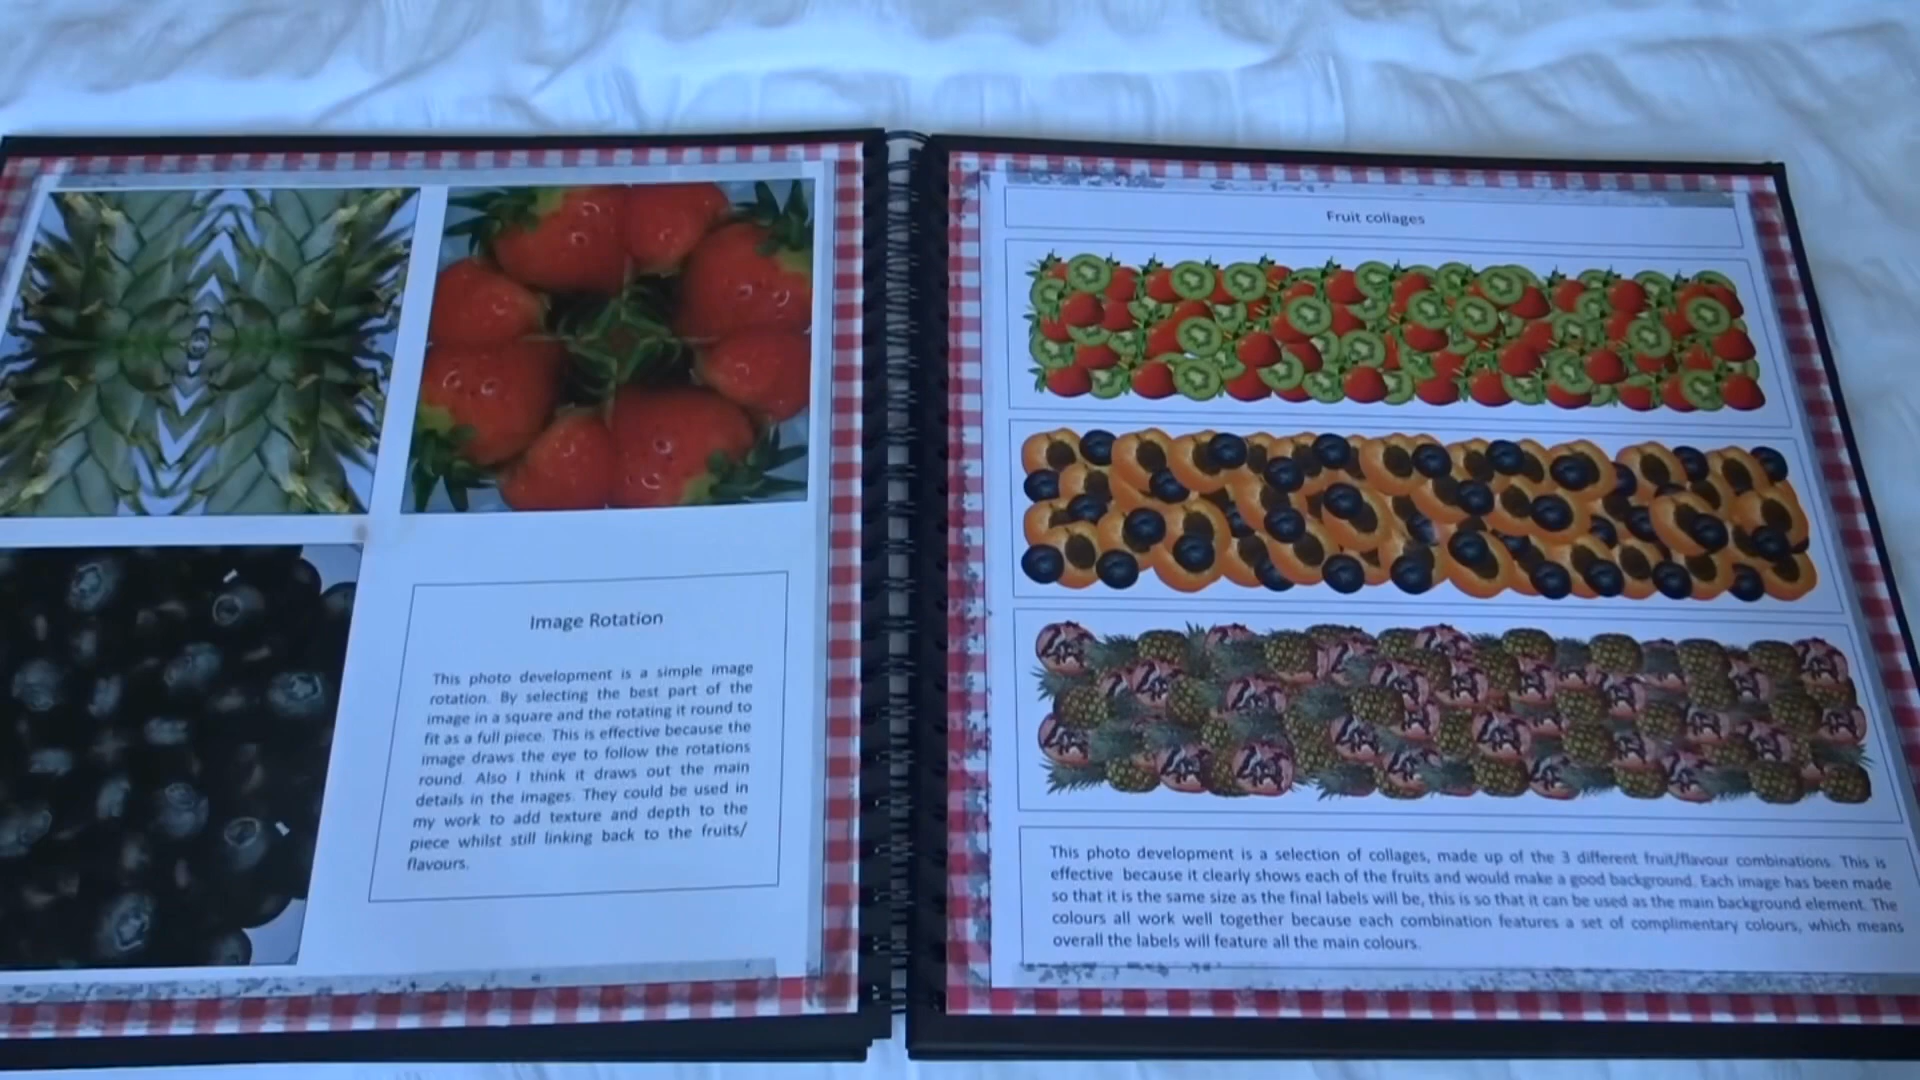 Image Rotation
This photo development is a simple image
rotation. By selecting the best part of the
image in a square and the rotating it round to
fit as a full piece. This is effective because the
image draws the eye to follow the rotations
round. Also I think it draws out the main
details in the images. They could be used in
my work to add texture and depth to the
piece whilst still linking back to the fruits/
flavours.
Fruit collages
This photo development is a selection of collages, made up of the 3 different fruit/flavour combinations. This is
effective because it clearly shows each of the fruits and would make a good background. Each image has been made
so that it is the same size as the final labels will be, this is so that it can be used as the main background element. The
colours all work well together because each combination features a set of complimentary colours, which means
overall the labels will feature all the main colours.